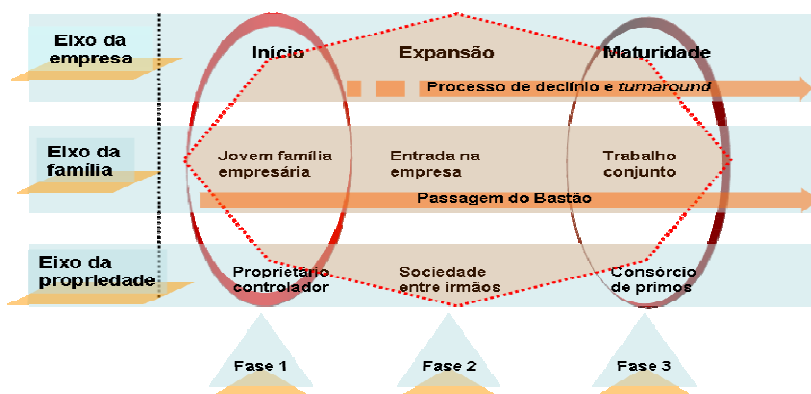 Eixo da
empresa
Início
Expansão
Maturidade
Processo de declínio e turnaround
Eixo da
família
Jovem família
empresária
Entrada na
empresa
Trabalho
conjunto
Passagem do Bastão
Eixo da
propriedade
Proprietário
controlador
Sociedade
entre irmãos
Consórcio
de primos
Fase 1
Fase 2
Fase 3